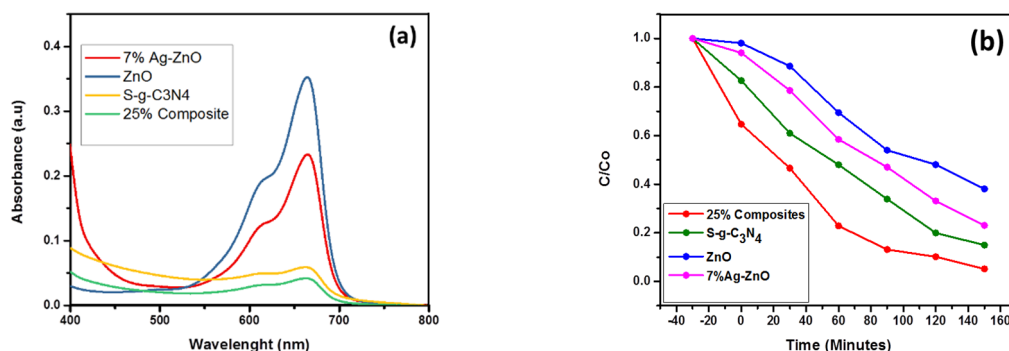 (a)
0.4
0.3
0.2
0.1
0.0
Absorbance (a.u)
7% Ag-ZnO
ZnO
S-g-C3N4
25% Composite
400 500 600 700 800
Wavelenght (nm)
(b)
1.0
0.8
0.6
0.4
0.2
0.0
C/Co
25% Composites
S-g-C₃N₄
ZnO
7%Ag-ZnO
-40 -20 0 20 40 60 80 100 120 140 160
Time (Minutes)